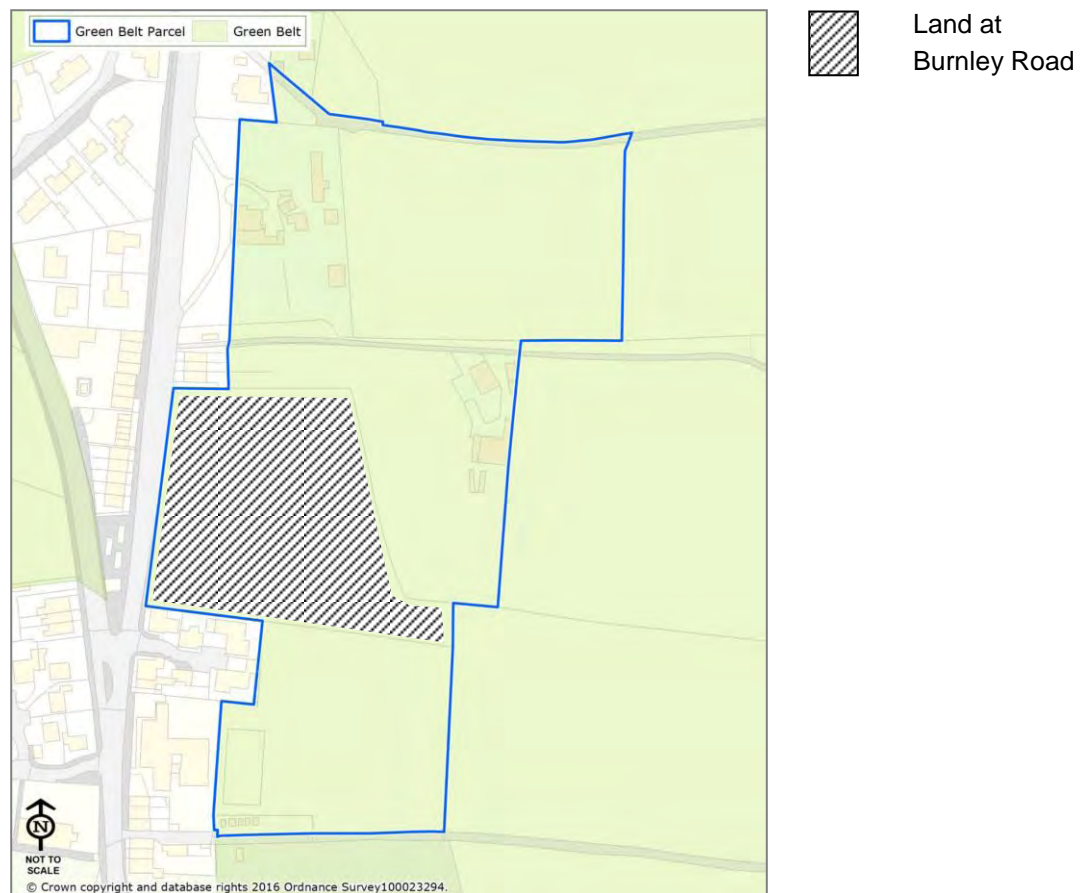 Green Belt Parcel
Green Belt
Land at
Burnley Road
N
NOT TO
SCALE
© Crown copyright and database rights 2016 Ordnance Survey100023294.